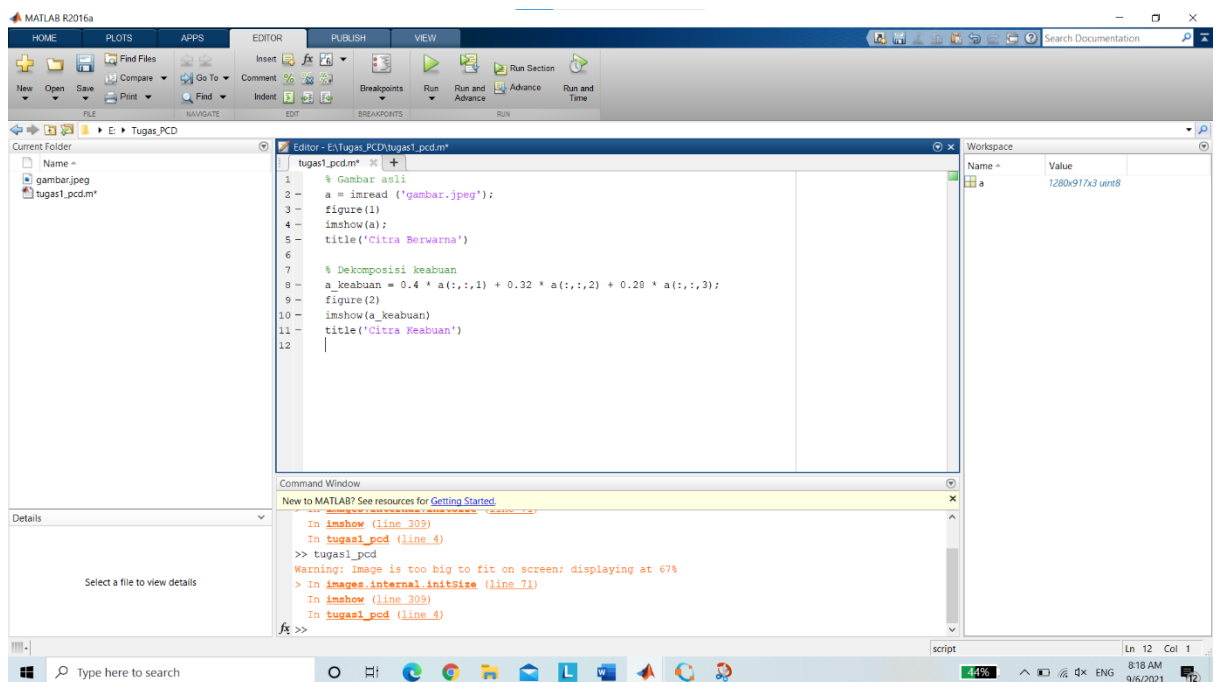 MATLAB R2016a
HOME PLOTS APPS EDITOR PUBLISH VIEW
Search Documentation
New Open Save
Find Files
Compare
Print
Go To
Find
Insert fx
Comment
Indent
Breakpoints
Run
Run and Advance
Run Section
Advance
Run and Time
FILE NAVIGATE EDIT BREAKPOINTS RUN
E: Tugas_PCD
Current Folder
Name
gambar.jpeg
tugas1_pcd.m*
Details
Select a file to view details
Editor - E:\Tugas_PCD\tugas1_pcd.m*
tugas1_pcd.m* +
1 % Gambar asli
2 - a = imread ('gambar.jpeg');
3 - figure(1)
4 - imshow(a);
5 - title('Citra Berwarna')
6
7 % Dekomposisi keabuan
8 - a_keabuan = 0.4 * a(:,:,1) + 0.32 * a(:,:,2) + 0.28 * a(:,:,3);
9 - figure(2)
10 - imshow(a_keabuan)
11 - title('Citra Keabuan')
12
Command Window
New to MATLAB? See resources for Getting Started.
In imshow (line 309)
In tugas1_pcd (line 4)
>> tugas1_pcd
Warning: Image is too big to fit on screen; displaying at 67%
> In images.internal.initSize (line 71)
In imshow (line 309)
In tugas1_pcd (line 4)
fx >>
Workspace
Name Value
a 1280x917x3 uint8
script Ln 12 Col 1
Type here to search
44% ENG 8:18 AM
9/6/2021